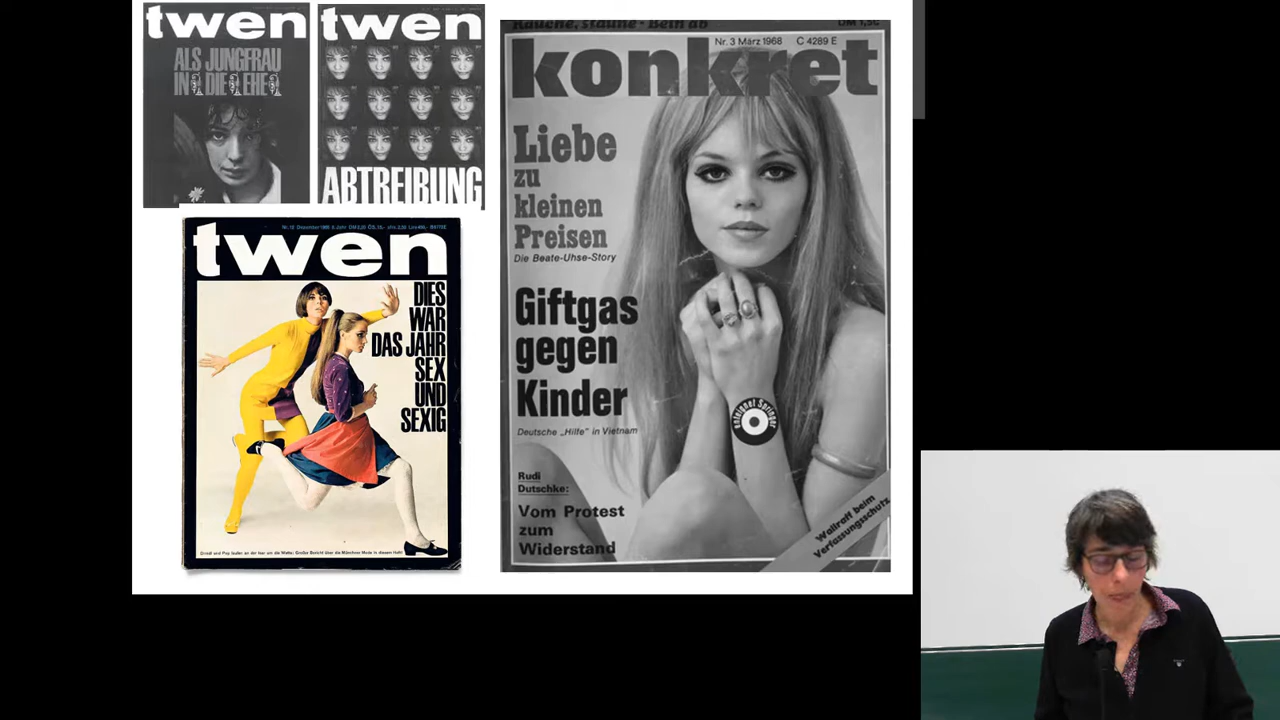 twen
ALS JUNGFRAU
IN DIE EHE
twen
ABTREIBUNG
twen
DIES
WAR
DAS JAHR
SEX
UND
SEXIG
konkret
Nr. 3 März 1968 C 4289 E
Liebe
zu
kleinen
Preisen
Die Beate-Uhse-Story
Giftgas
gegen
Kinder
Deutsche „Hilfe" in Vietnam
enteignet Springer
Rudi
Dutschke:
Vom Protest
zum
Widerstand
Wallraff beim
Verfassungsschutz